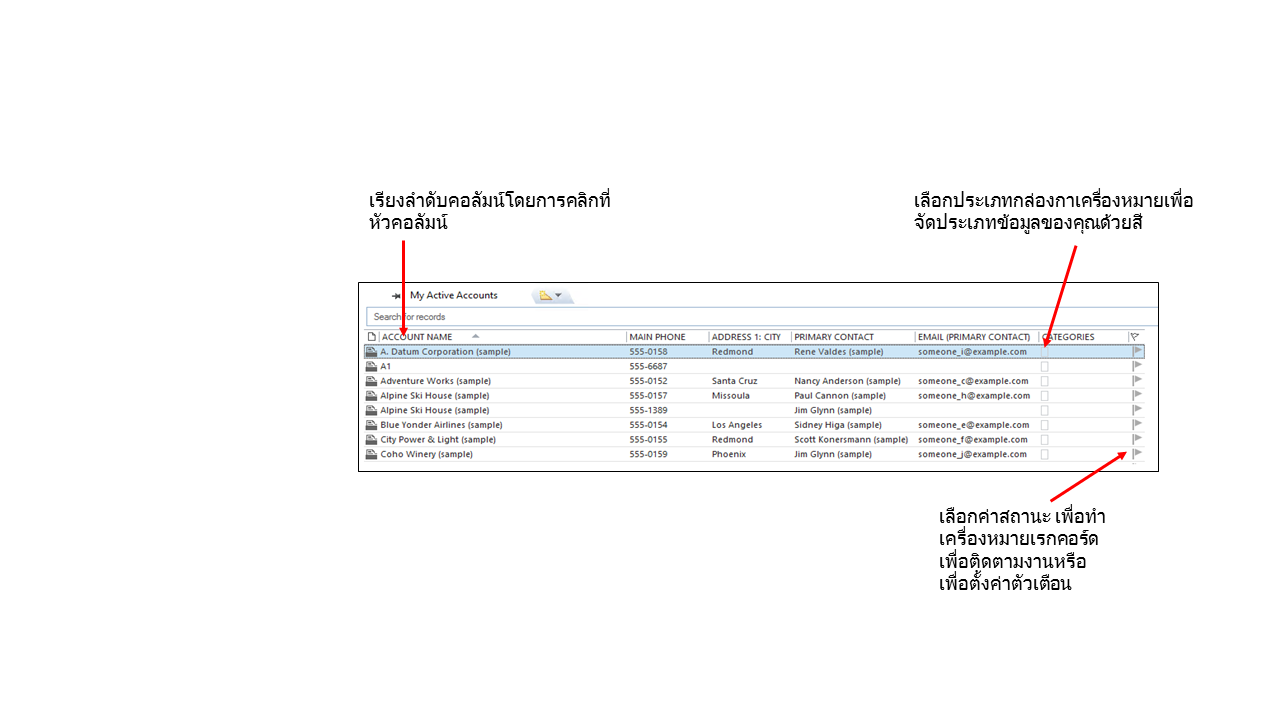 เรียงลำดับคอลัมน์โดยการคลิกที่
หัวคอลัมน์
เลือกประเภทกล่องกาเครื่องหมายเพื่อ
จัดประเภทข้อมูลของคุณด้วยสี
My Active Accounts
Search for records
ACCOUNT NAME MAIN PHONE ADDRESS 1: CITY PRIMARY CONTACT EMAIL (PRIMARY CONTACT) CATEGORIES
A. Datum Corporation (sample) 555-0158 Redmond Rene Valdes (sample) someone_i@example.com
A1 555-6687
Adventure Works (sample) 555-0152 Santa Cruz Nancy Anderson (sample) someone_c@example.com
Alpine Ski House (sample) 555-0157 Missoula Paul Cannon (sample) someone_h@example.com
Alpine Ski House (sample) 555-1389 Jim Glynn (sample)
Blue Yonder Airlines (sample) 555-0154 Los Angeles Sidney Higa (sample) someone_e@example.com
City Power & Light (sample) 555-0155 Redmond Scott Konersmann (sample) someone_f@example.com
Coho Winery (sample) 555-0159 Phoenix Jim Glynn (sample) someone_j@example.com
เลือกค่าสถานะ เพื่อทำ
เครื่องหมายเรกคอร์ด
เพื่อติดตามงานหรือ
เพื่อตั้งค่าตัวเตือน